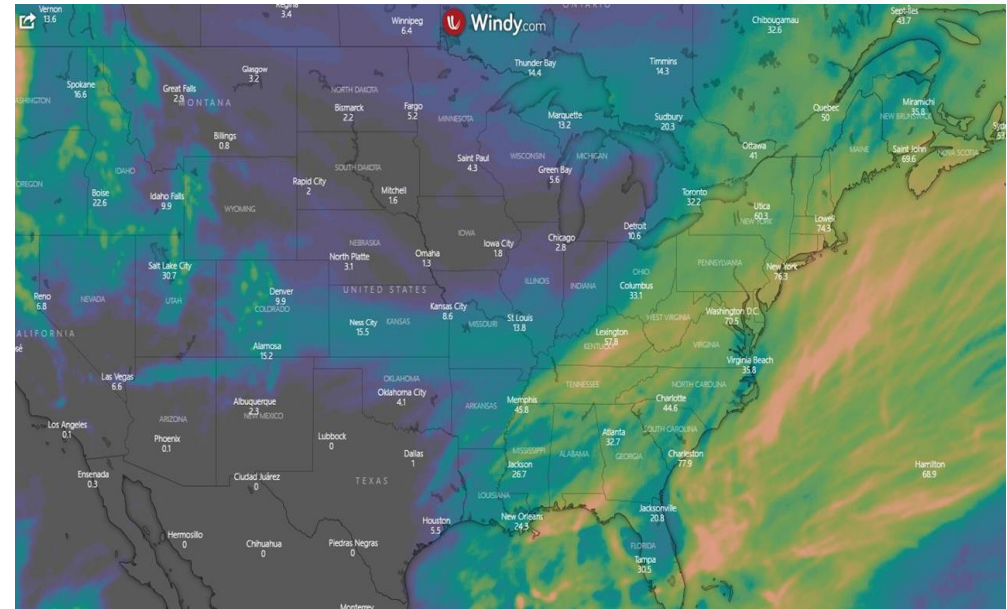 Vernon
13.6
Regina
3.4
Winnipeg
6.4
Windy.com
ONTARIO
Chibougamau
32.6
Sept-Îles
43.7
Glasgow
3.2
Thunder Bay
14.4
Timmins
14.3
Spokane
16.6
Great Falls
2.9
MONTANA
NORTH DAKOTA
Bismarck
2.2
Fargo
5.2
MINNESOTA
Marquette
13.2
Sudbury
20.3
Quebec
50
Miramichi
35.8
NEW BRUNSWICK
Billings
0.8
Ottawa
41
MAINE
Saint John
69.6
NOVA SCOTIA
OREGON
IDAHO
Boise
22.6
Idaho Falls
9.9
WYOMING
Rapid City
2
SOUTH DAKOTA
Mitchell
1.6
Saint Paul
4.3
WISCONSIN
Green Bay
5.6
MICHIGAN
Toronto
32.2
Utica
60.3
NEW YORK
Lowell
74.3
IOWA
Iowa City
1.8
Chicago
2.8
Detroit
10.6
NEBRASKA
North Platte
3.1
Omaha
1.3
Salt Lake City
30.7
UTAH
Reno
6.8
NEVADA
Denver
9.9
COLORADO
UNITED STATES
ILLINOIS
INDIANA
OHIO
Columbus
33.1
PENNSYLVANIA
New York
76.3
Kansas City
8.6
Ness City
15.5
KANSAS
MISSOURI
St Louis
13.8
WEST VIRGINIA
Washington D.C.
70.5
Lexington
57.8
KENTUCKY
VIRGINIA
Virginia Beach
35.8
CALIFORNIA
Alamosa
15.2
Las Vegas
6.6
OKLAHOMA
Oklahoma City
4.1
ARKANSAS
TENNESSEE
Memphis
45.8
NORTH CAROLINA
Charlotte
44.6
Albuquerque
2.3
NEW MEXICO
ARIZONA
Los Angeles
0.1
Phoenix
0.1
Lubbock
0
Dallas
1
MISSISSIPPI
ALABAMA
Atlanta
32.7
GEORGIA
SOUTH CAROLINA
Charleston
77.9
Jackson
26.7
Ensenada
0.3
Ciudad Juárez
0
TEXAS
LOUISIANA
Hamilton
68.9
Houston
5.5
New Orleans
24.3
Jacksonville
20.8
Hermosillo
0
Chihuahua
0
Piedras Negras
0
FLORIDA
Tampa
30.5
Monterrey